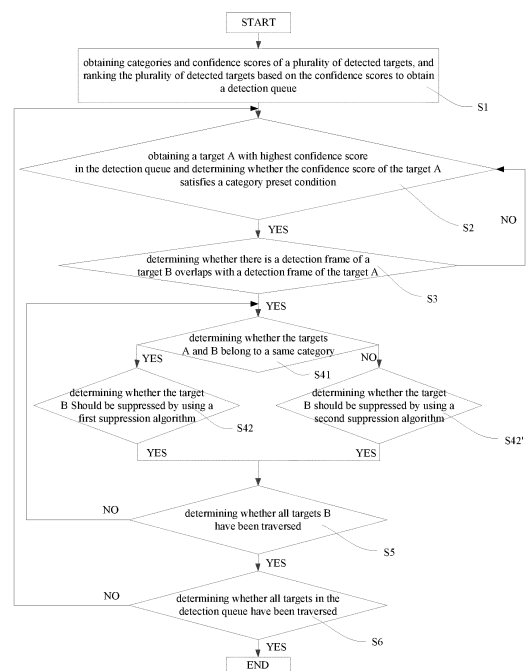 START
obtaining categories and confidence scores of a plurality of detected targets, and
ranking the plurality of detected targets based on the confidence scores to obtain
a detection queue
S1
obtaining a target A with highest confidence score
in the detection queue and determining whether the confidence score of the target A
satisfies a category preset condition
S2
NO
YES
determining whether there is a detection frame of a
target B overlaps with a detection frame of the target A
S3
YES
determining whether the targets
A and B belong to a same category
S41
YES
NO
determining whether the target
B Should be suppressed by using a
first suppression algorithm
S42
determining whether the target
B should be suppressed by using a
second suppression algorithm
S42'
YES
YES
NO
determining whether all targets B
have been traversed
S5
YES
NO
determining whether all targets in the
detection queue have been traversed
S6
YES
END